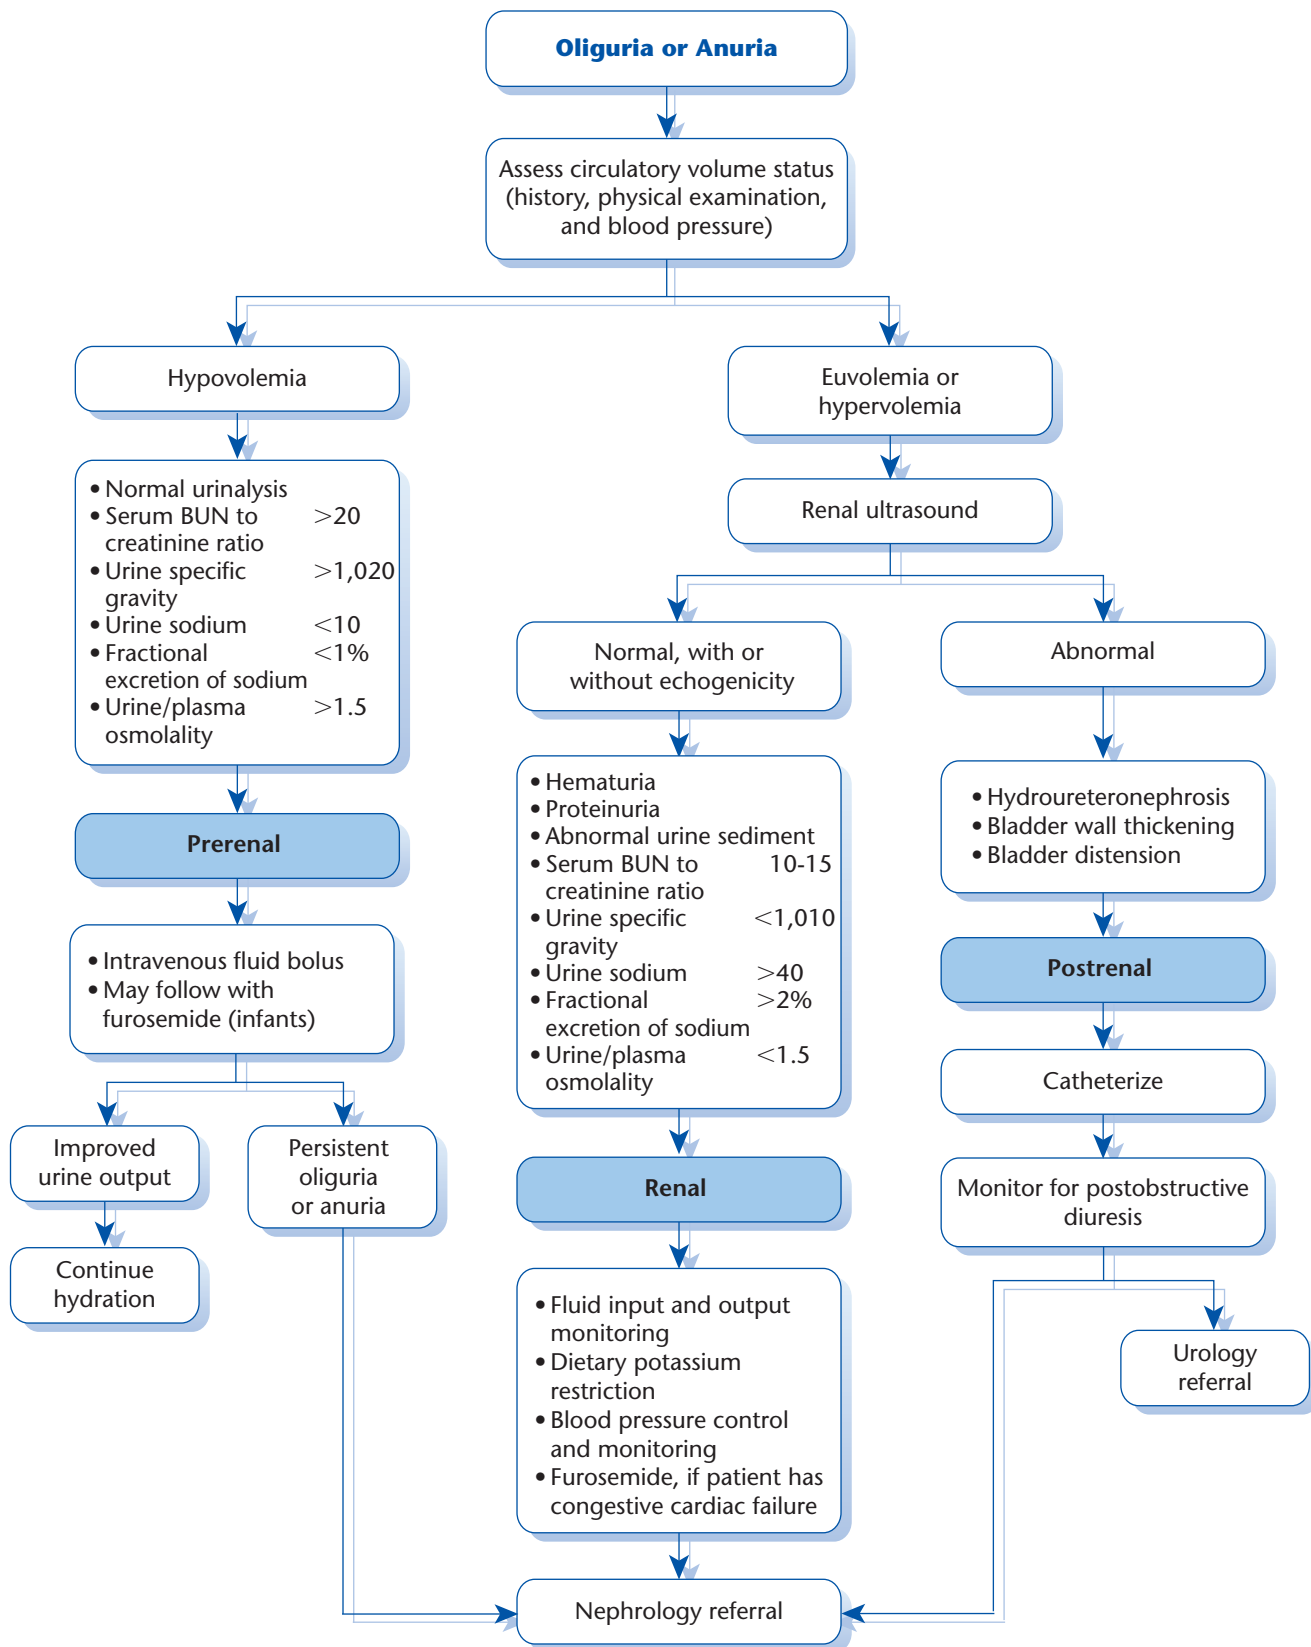 Oliguria or Anuria
Assess circulatory volume status
(history, physical examination,
and blood pressure)
Hypovolemia
• Normal urinalysis
• Serum BUN to >20
creatinine ratio
• Urine specific >1,020
gravity
• Urine sodium <10
• Fractional <1%
excretion of sodium
• Urine/plasma >1.5
osmolality
Prerenal
• Intravenous fluid bolus
• May follow with
furosemide (infants)
Improved
urine output
Continue
hydration
Persistent
oliguria
or anuria
Euvolemia or
hypervolemia
Renal ultrasound
Normal, with or
without echogenicity
• Hematuria
• Proteinuria
• Abnormal urine sediment
• Serum BUN to 10-15
creatinine ratio
• Urine specific <1,010
gravity
• Urine sodium >40
• Fractional >2%
excretion of sodium
• Urine/plasma <1.5
osmolality
Renal
• Fluid input and output
monitoring
• Dietary potassium
restriction
• Blood pressure control
and monitoring
• Furosemide, if patient has
congestive cardiac failure
Abnormal
• Hydroureteronephrosis
• Bladder wall thickening
• Bladder distension
Postrenal
Catheterize
Monitor for postobstructive
diuresis
Urology
referral
Nephrology referral